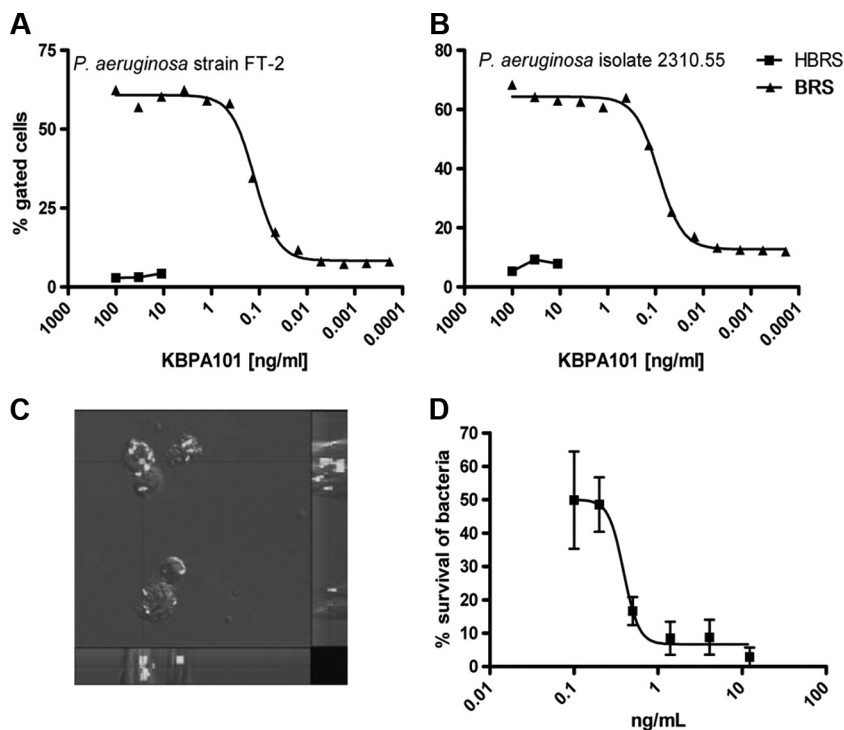 A
P. aeruginosa strain FT-2
75
50
25
0
% gated cells
1000 100 10 1 0.1 0.01 0.001 0.0001
KBPA101 [ng/ml]
B
P. aeruginosa isolate 2310.55
80
60
40
20
0
% gated cells
1000 100 10 1 0.1 0.01 0.001 0.0001
KBPA101 [ng/ml]
HBRS
BRS
C
D
70
60
50
40
30
20
10
0
% survival of bacteria
0.01 0.1 1 10 100
ng/mL